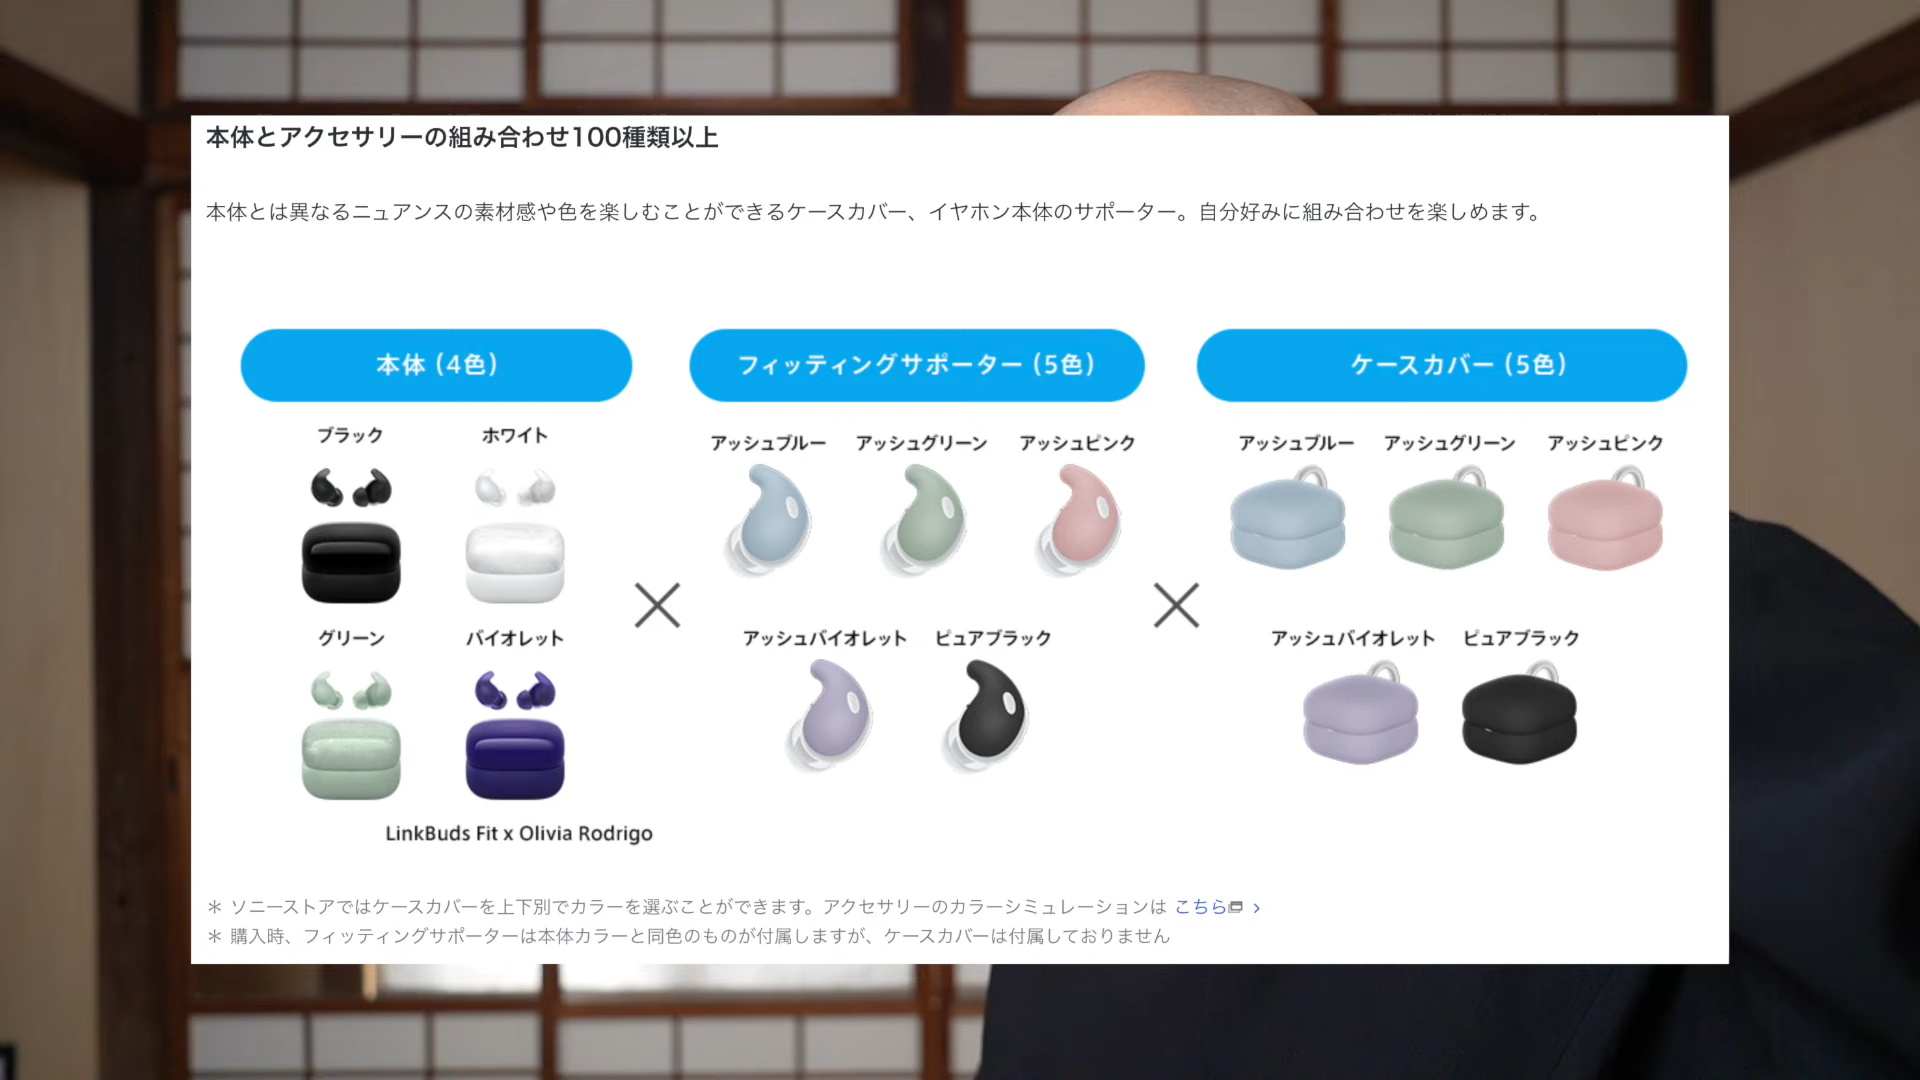 本体とアクセサリーの組み合わせ100種類以上
本体とは異なるニュアンスの素材感や色を楽しむことができるケースカバー、イヤホン本体のサポーター。自分好みに組み合わせを楽しめます。
本体（4色）
フィッティングサポーター（5色）
ケースカバー（5色）
ブラック
ホワイト
グリーン
バイオレット
LinkBuds Fit x Olivia Rodrigo
アッシュブルー
アッシュグリーン
アッシュピンク
アッシュバイオレット
ピュアブラック
アッシュブルー
アッシュグリーン
アッシュピンク
アッシュバイオレット
ピュアブラック
＊ ソニーストアではケースカバーを上下別でカラーを選ぶことができます。アクセサリーのカラーシミュレーションは こちら
＊ 購入時、フィッティングサポーターは本体カラーと同色のものが付属しますが、ケースカバーは付属しておりません